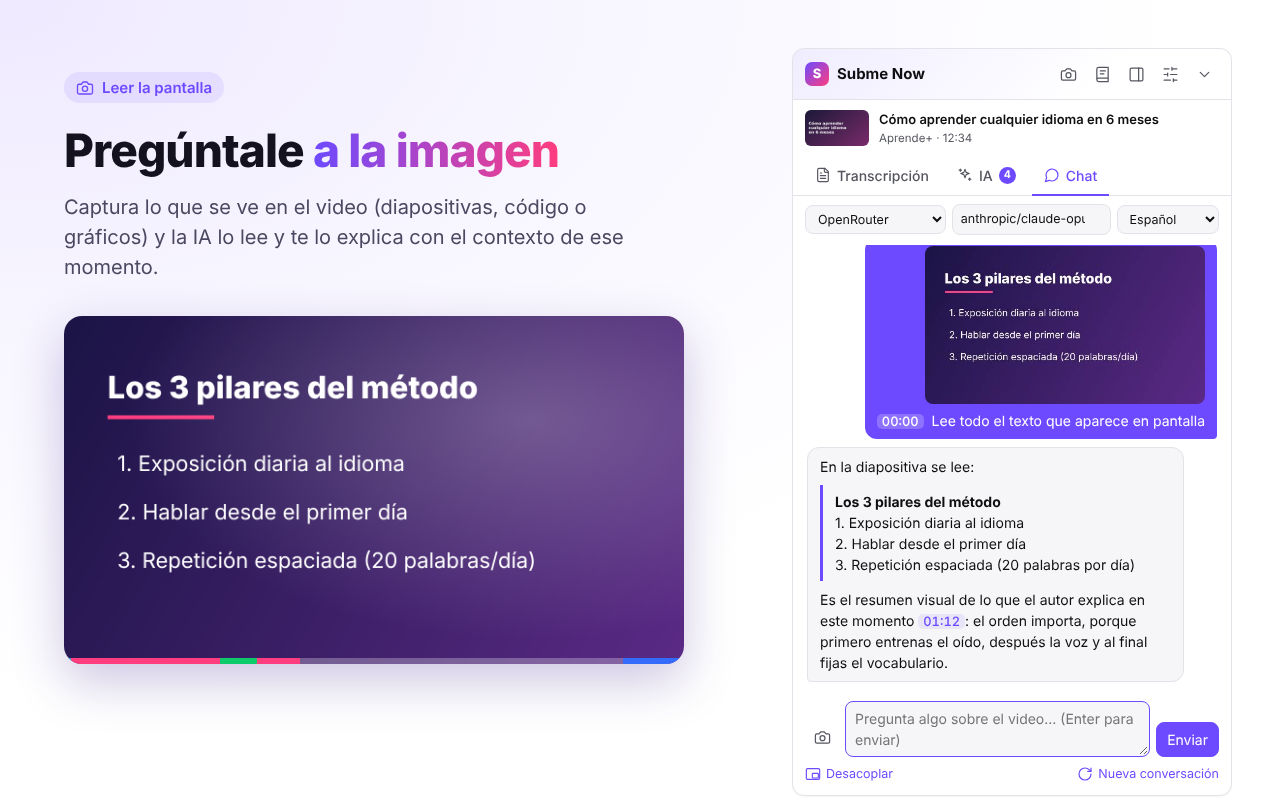 Leer la pantalla
Pregúntale a la imagen
Captura lo que se ve en el video (diapositivas, código o
gráficos) y la IA lo lee y te lo explica con el contexto de ese
momento.
Los 3 pilares del método
1. Exposición diaria al idioma
2. Hablar desde el primer día
3. Repetición espaciada (20 palabras/día)
S Subme Now
Cómo aprender cualquier idioma en 6 meses
Cómo aprender cualquier idioma en 6 meses
Aprende+ · 12:34
Transcripción IA 4 Chat
OpenRouter anthropic/claude-opu Español
Los 3 pilares del método
1. Exposición diaria al idioma
2. Hablar desde el primer día
3. Repetición espaciada (20 palabras/día)
00:00 Lee todo el texto que aparece en pantalla
En la diapositiva se lee:
Los 3 pilares del método
1. Exposición diaria al idioma
2. Hablar desde el primer día
3. Repetición espaciada (20 palabras por día)
Es el resumen visual de lo que el autor explica en
este momento 01:12: el orden importa, porque
primero entrenas el oído, después la voz y al final
fijas el vocabulario.
Pregunta algo sobre el video... (Enter para
enviar)
Enviar
Desacoplar Nueva conversación